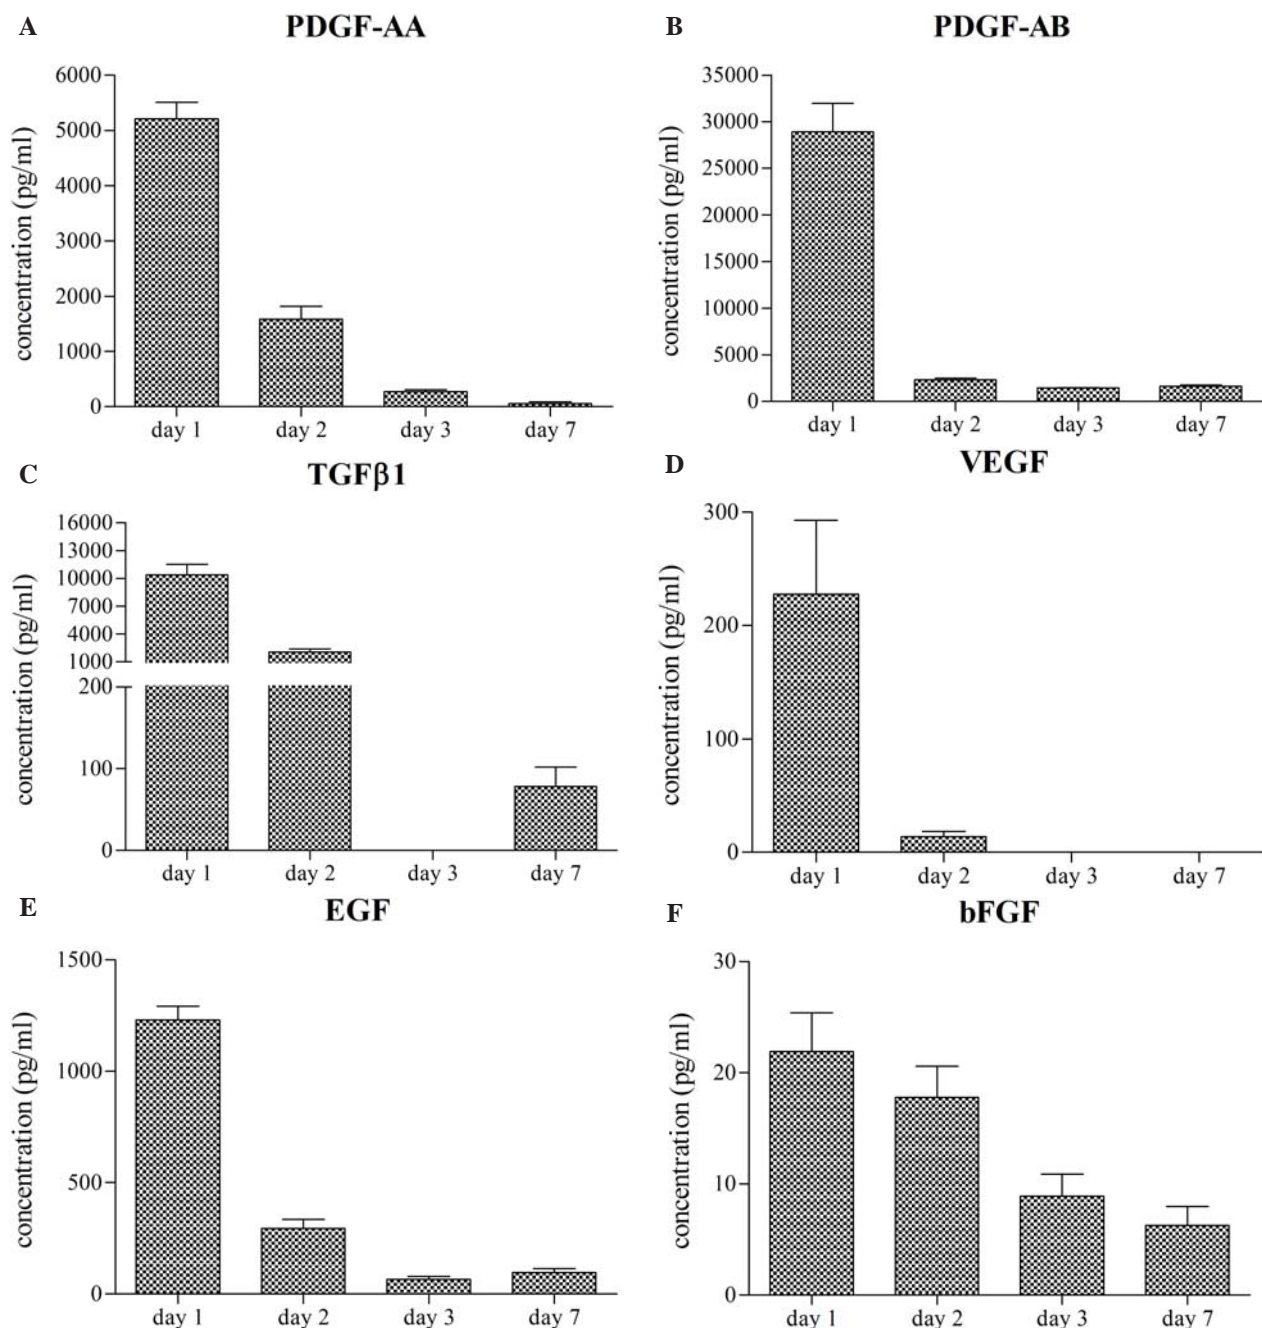 A
PDGF-AA
concentration (pg/ml)
6000
5000
4000
3000
2000
1000
0
day 1
day 2
day 3
day 7
B
PDGF-AB
concentration (pg/ml)
35000
30000
25000
20000
15000
10000
5000
0
day 1
day 2
day 3
day 7
C
TGFβ1
concentration (pg/ml)
16000
13000
10000
7000
4000
1000
200
100
0
day 1
day 2
day 3
day 7
D
VEGF
concentration (pg/ml)
300
200
100
0
day 1
day 2
day 3
day 7
E
EGF
concentration (pg/ml)
1500
1000
500
0
day 1
day 2
day 3
day 7
F
bFGF
concentration (pg/ml)
30
20
10
0
day 1
day 2
day 3
day 7